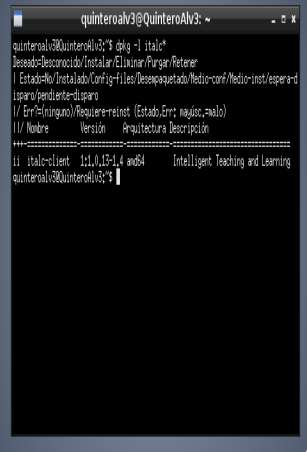 quinteroalv3@QuinteroAlv3: ~
quinteroalv3@QuinteroAlv3:~$ dpkg -l italc*
Deseado=Desconocido/Instalar/Eliminar/Purgar/Retener
| Estado=No/Instalado/Config-files/Desempaquetado/Medio-conf/Medio-inst/espera-d
isparo/pendiente-disparo
|/ Err?=(ninguno)/Requiere-reinst (Estado,Err: mayúsc.=malo)
||/ Nombre Versión Arquitectura Descripción
+++-==============-============-============-=================================
ii italc-client 1:1.0.13-1.4 amd64 Intelligent Teaching and Learning
quinteroalv3@QuinteroAlv3:~$